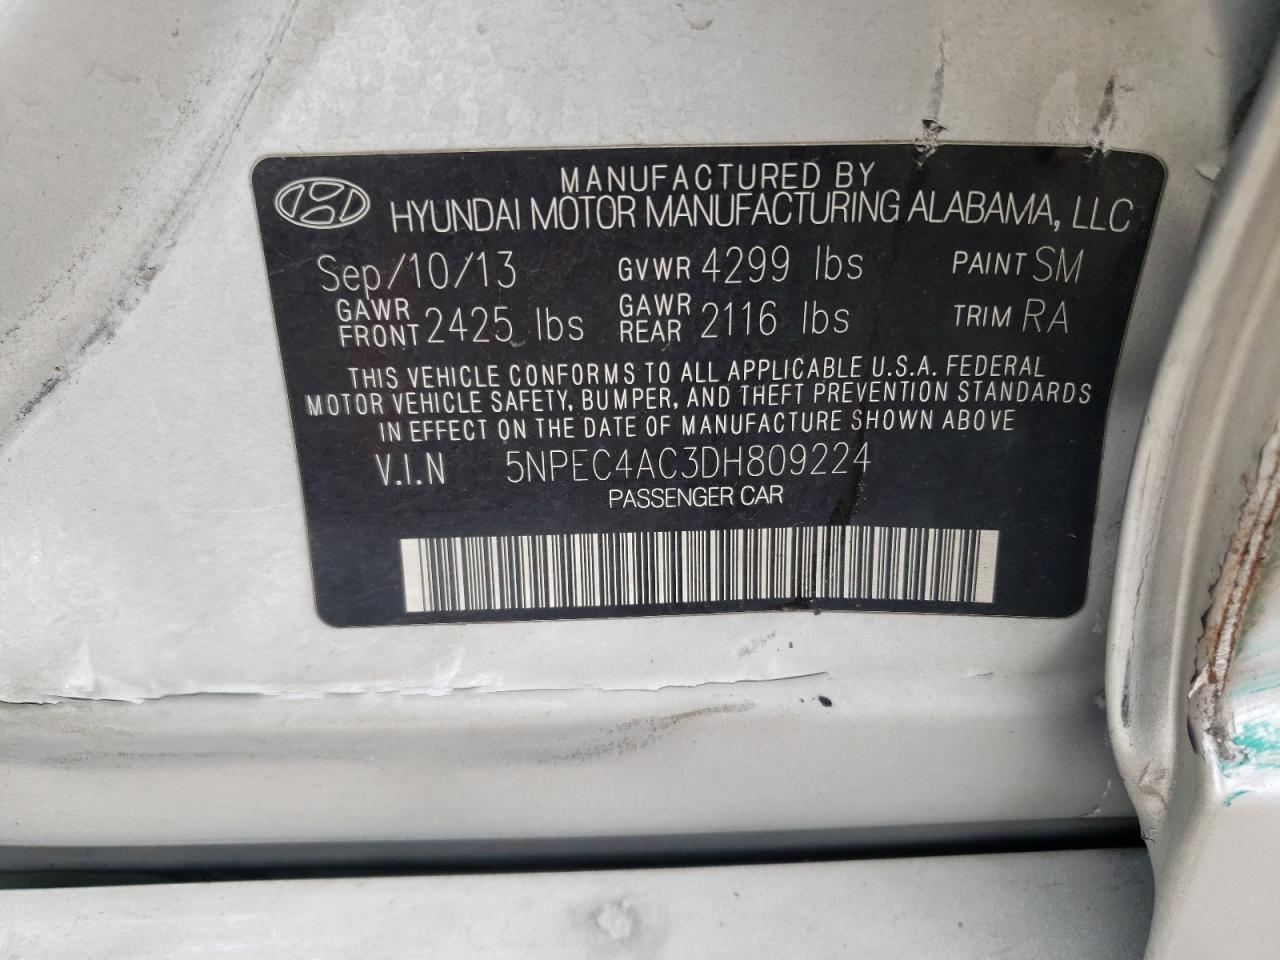 MANUFACTURED BY
HYUNDAI MOTOR MANUFACTURING ALABAMA, LLC
Sep/10/13 GVWR 4299 lbs PAINT SM
GAWR FRONT 2425 lbs GAWR REAR 2116 lbs TRIM RA
THIS VEHICLE CONFORMS TO ALL APPLICABLE U.S.A. FEDERAL
MOTOR VEHICLE SAFETY, BUMPER, AND THEFT PREVENTION STANDARDS
IN EFFECT ON THE DATE OF MANUFACTURE SHOWN ABOVE
V.I.N 5NPEC4AC3DH809224
PASSENGER CAR